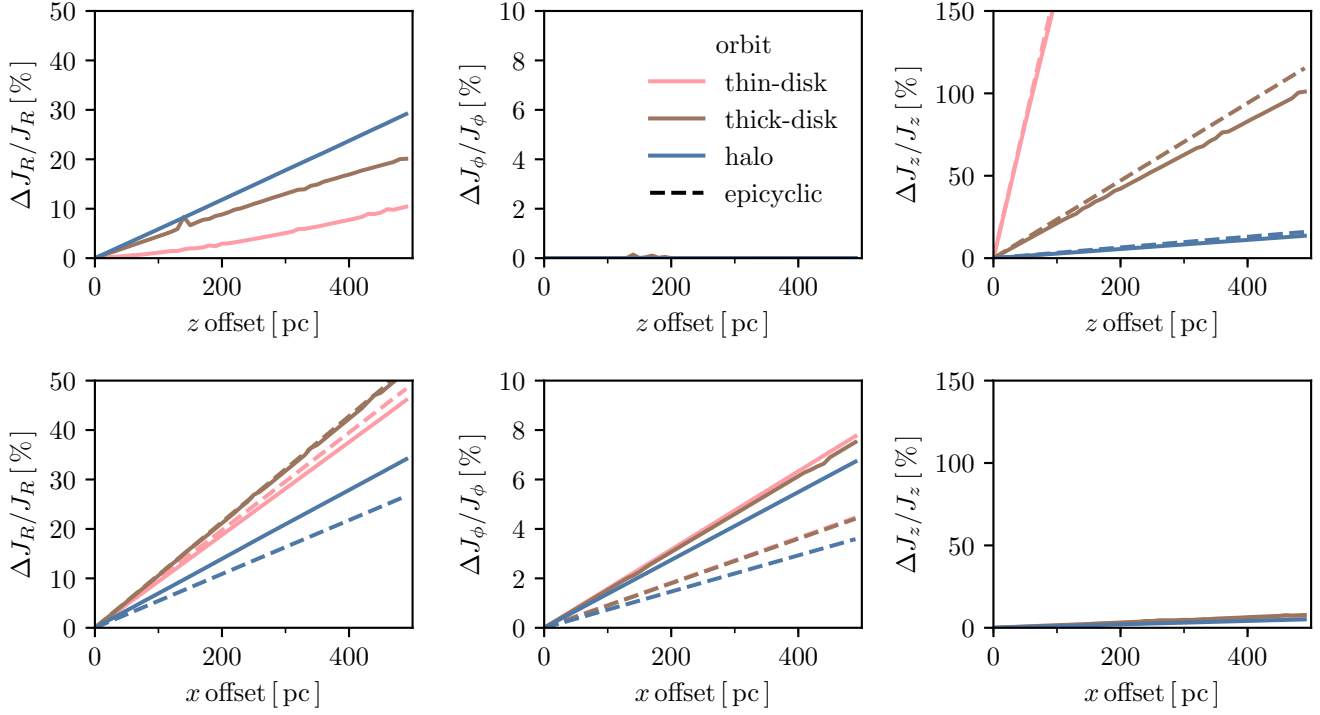 50
40
30
20
10
0
ΔJ_R/J_R [%]
0
200
400
z offset [pc]
10
8
6
4
2
0
ΔJ_ϕ/J_ϕ [%]
orbit
thin-disk
thick-disk
halo
epicyclic
0
200
400
z offset [pc]
150
100
50
0
ΔJ_z/J_z [%]
0
200
400
z offset [pc]
50
40
30
20
10
0
ΔJ_R/J_R [%]
0
200
400
x offset [pc]
10
8
6
4
2
0
ΔJ_ϕ/J_ϕ [%]
0
200
400
x offset [pc]
150
100
50
0
ΔJ_z/J_z [%]
0
200
400
x offset [pc]